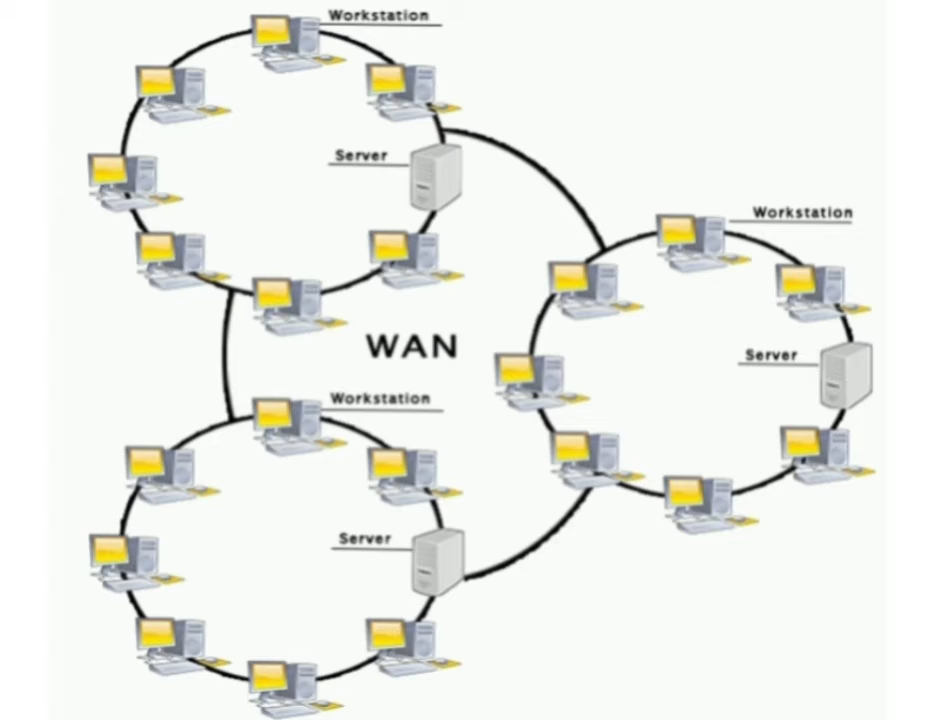 Workstation
Server
Workstation
Server
WAN
Workstation
Server